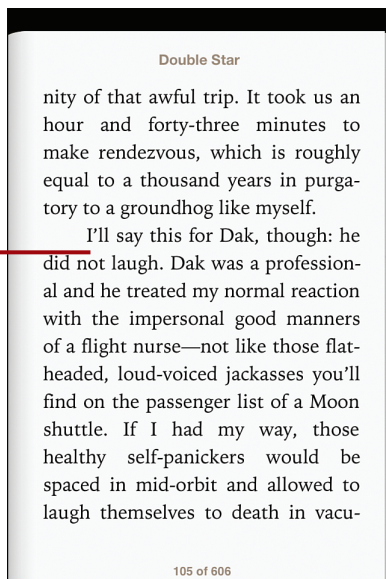 Double Star
nity of that awful trip. It took us an
hour and forty-three minutes to
make rendezvous, which is roughly
equal to a thousand years in purga-
tory to a groundhog like myself.
I’ll say this for Dak, though: he
did not laugh. Dak was a profession-
al and he treated my normal reaction
with the impersonal good manners
of a flight nurse—not like those flat-
headed, loud-voiced jackasses you’ll
find on the passenger list of a Moon
shuttle. If I had my way, those
healthy self-panickers would be
spaced in mid-orbit and allowed to
laugh themselves to death in vacu-
105 of 606